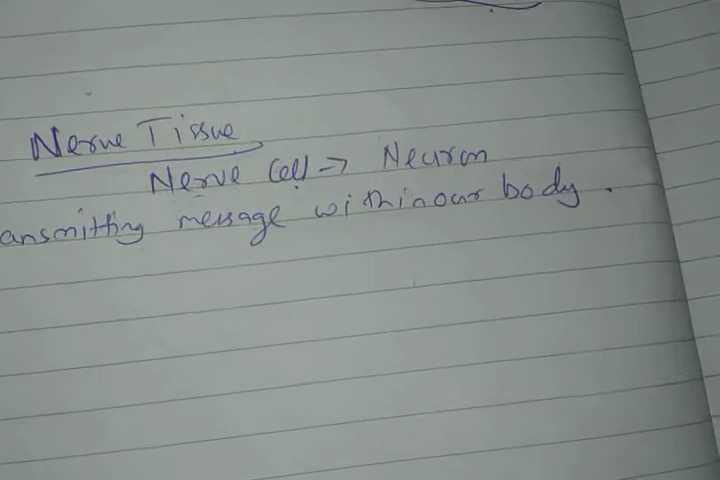 Nerve Tissue
Nerve Cell → Neuron
ansmitting message within our body.